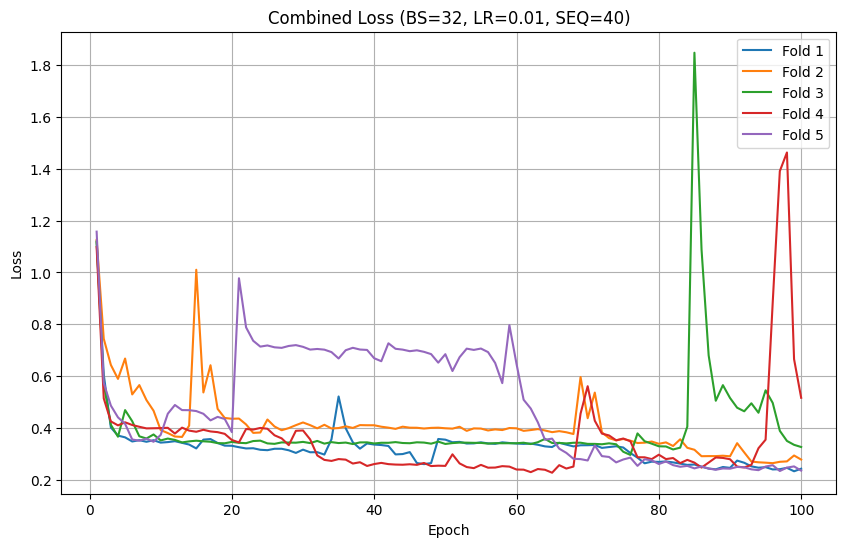 Combined Loss (BS=32, LR=0.01, SEQ=40)
Loss
1.8
1.6
1.4
1.2
1.0
0.8
0.6
0.4
0.2
Fold 1
Fold 2
Fold 3
Fold 4
Fold 5
0
20
40
60
80
100
Epoch